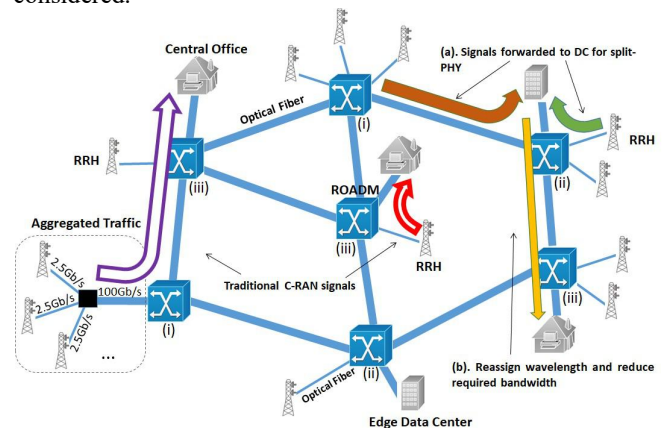 considered.
Central Office
(a). Signals forwarded to DC for split-
PHY
Optical Fiber
(i)
RRH
RRH
(iii)
(ii)
ROADM
Aggregated Traffic
(iii)
RRH
2.5Gb/s
2.5Gb/s
2.5Gb/s
100Gb/s
...
Traditional C-RAN signals
(iii)
(i)
(b). Reassign wavelength and reduce
required bandwidth
(ii)
Optical Fiber
Edge Data Center